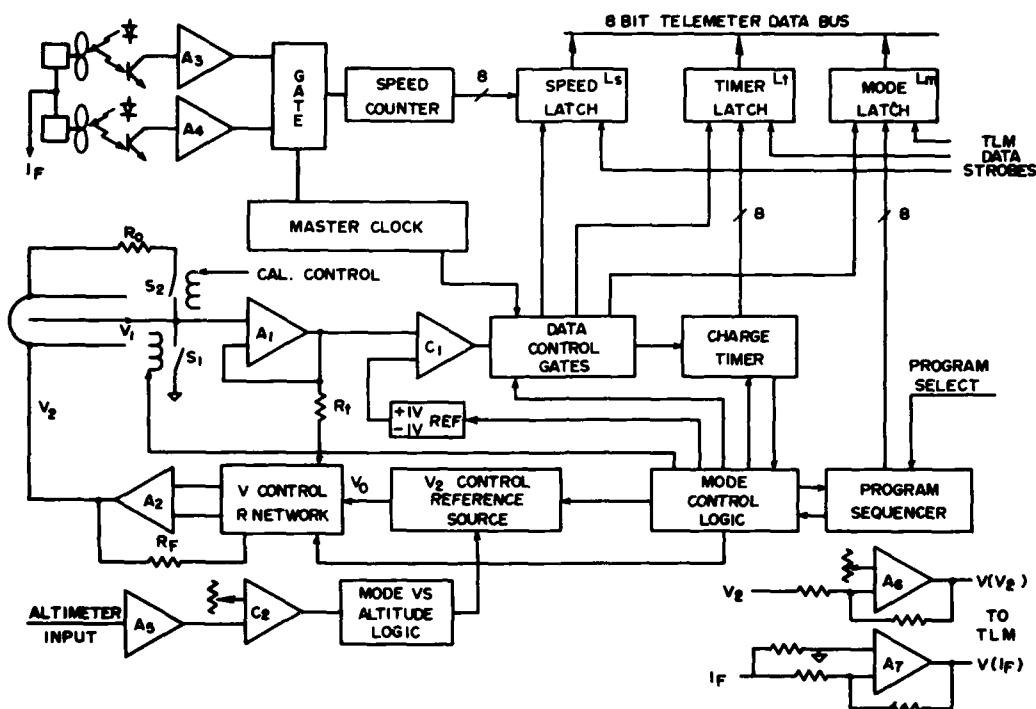 8 BIT TELEMETER DATA BUS
A3
A4
GATE
SPEED
COUNTER
8
SPEED
LATCH
Ls
TIMER
LATCH
Lt
MODE
LATCH
Lm
IF
TLM
DATA
STROBES
MASTER CLOCK
8
8
R0
S2
CAL. CONTROL
V1
S1
A1
C1
DATA
CONTROL
GATES
CHARGE
TIMER
PROGRAM
SELECT
V2
Rt
+1V
-1V
REF
A2
V CONTROL
R NETWORK
V0
V2 CONTROL
REFERENCE
SOURCE
MODE
CONTROL
LOGIC
PROGRAM
SEQUENCER
RF
ALTIMETER
INPUT
A5
C2
MODE VS
ALTITUDE
LOGIC
V2
A6
V(V2)
TO
TLM
IF
A7
V(IF)